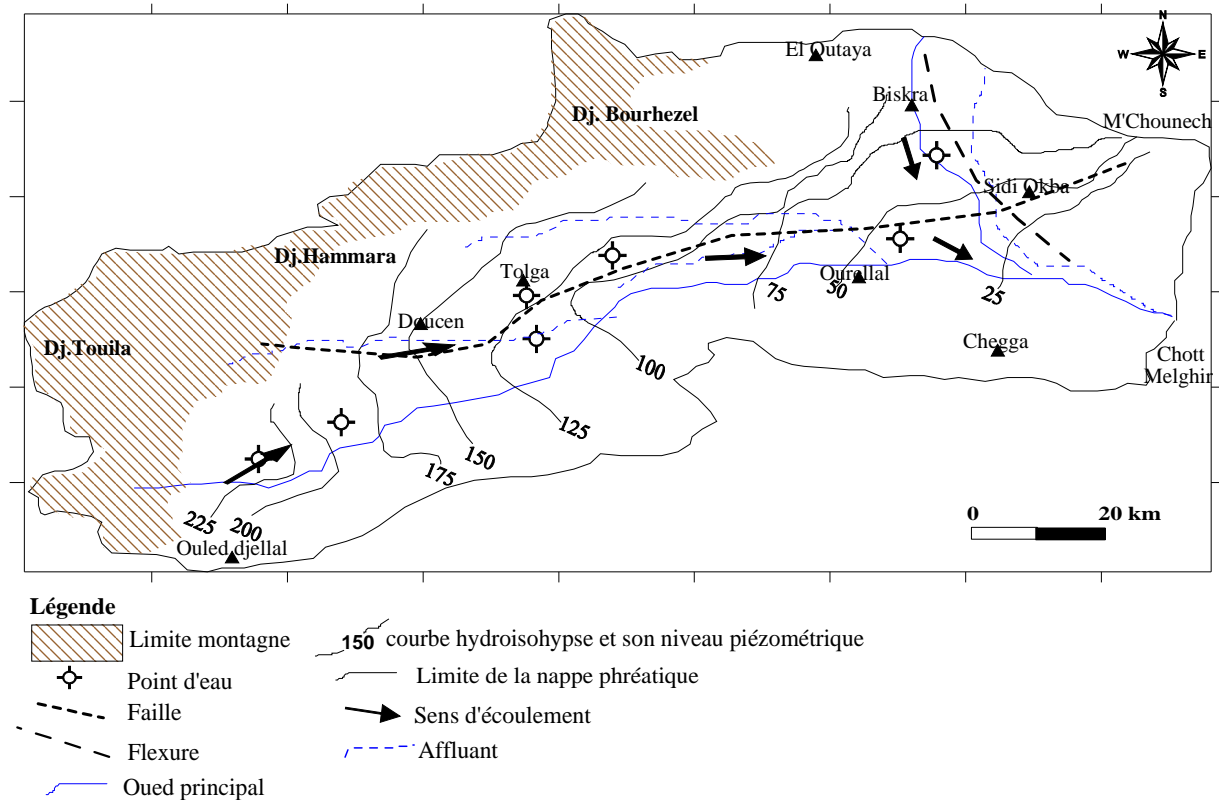 El Outaya
N
W
E
S
Biskra
Dj. Bourhezel
M'Chounech
Sidi Okba
Dj.Hammara
Tolga
Ourellal
75
50
25
Doucen
Dj.Touila
Chegga
Chott
Melghir
100
125
150
175
225
200
Ouled djellal
0
20 km
Légende
Limite montagne
150 courbe hydroisohypse et son niveau piézométrique
Point d'eau
Limite de la nappe phréatique
Faille
Sens d'écoulement
Flexure
Affluant
Oued principal